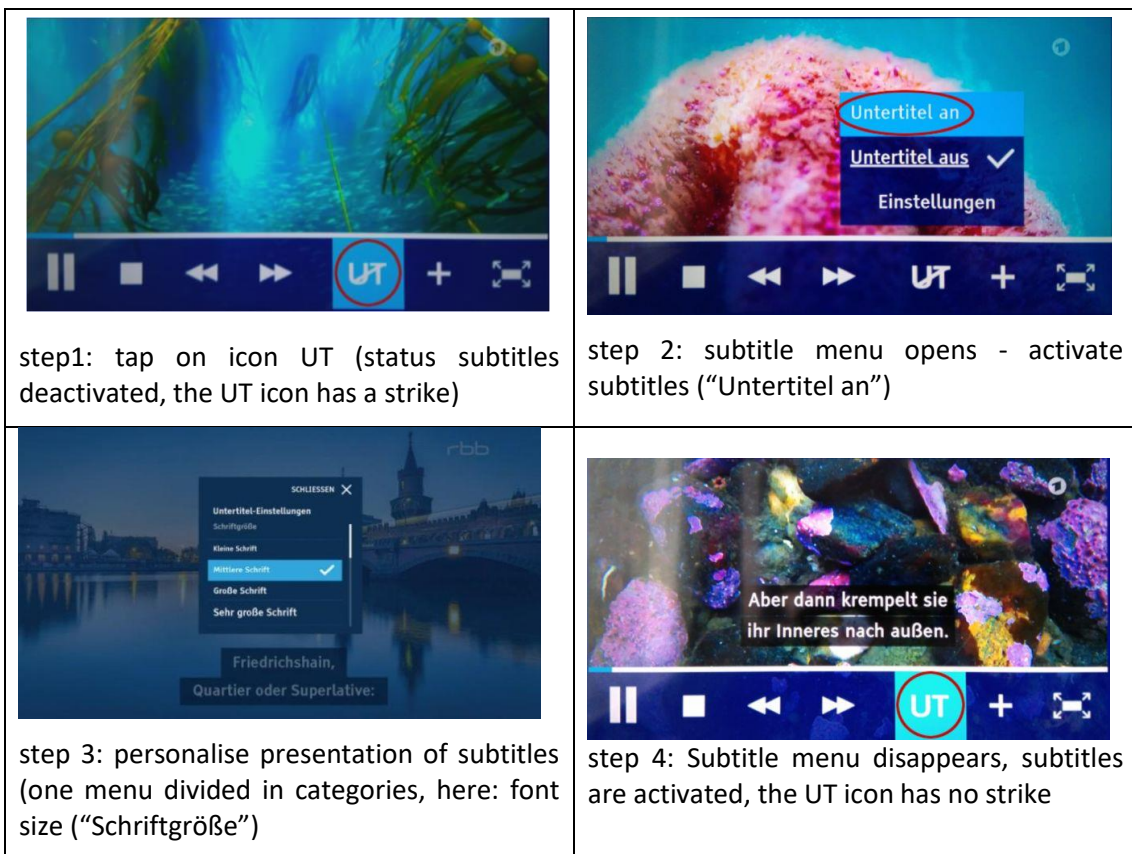 UT
step1: tap on icon UT (status subtitles
deactivated, the UT icon has a strike)
Untertitel an
Untertitel aus
Einstellungen
UT
step 2: subtitle menu opens - activate
subtitles (“Untertitel an”)
rbb
SCHLIESSEN X
Untertitel-Einstellungen
Schriftgröße
Kleine Schrift
Mittlere Schrift
Große Schrift
Sehr große Schrift
Friedrichshain,
Quartier oder Superlative:
step 3: personalise presentation of subtitles
(one menu divided in categories, here: font
size (“Schriftgröße”)
Aber dann krempelt sie
ihr Inneres nach außen.
UT
step 4: Subtitle menu disappears, subtitles
are activated, the UT icon has no strike